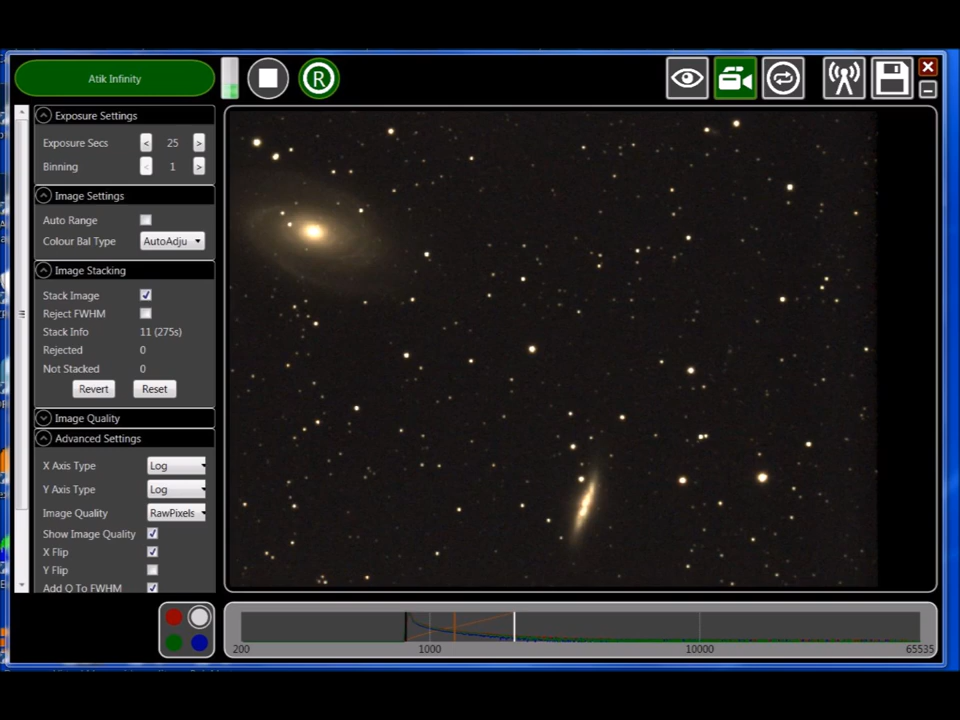 Atik Infinity
R
Exposure Settings
Exposure Secs < 25 >
Binning < 1 >
Image Settings
Auto Range
Colour Bal Type AutoAdju
Image Stacking
Stack Image
Reject FWHM
Stack Info 11 (275s)
Rejected 0
Not Stacked 0
Revert Reset
Image Quality
Advanced Settings
X Axis Type Log
Y Axis Type Log
Image Quality RawPixels
Show Image Quality
X Flip
Y Flip
Add Q To FWHM
200 1000 10000 65535